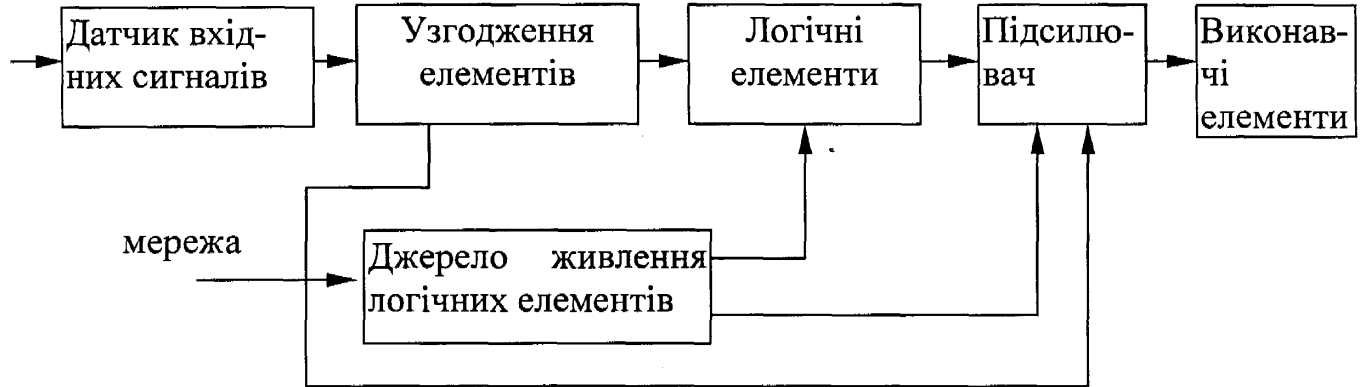 Датчик вхід-
них сигналів
Узгодження
елементів
Логічні
елементи
Підсилю-
вач
Виконав-
чі
елементи
мережа
Джерело живлення
логічних елементів